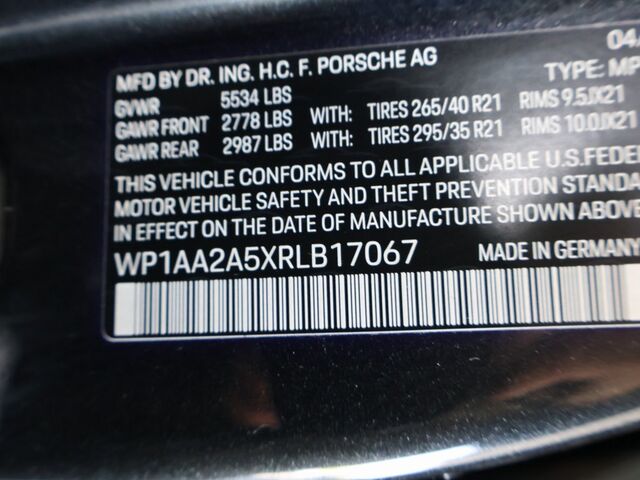 MFD BY DR. ING. H.C. F. PORSCHE AG 04.
GVWR 5534 LBS TYPE: MP
GAWR FRONT 2778 LBS WITH: TIRES 265/40 R21 RIMS 9.5JX21
GAWR REAR 2987 LBS WITH: TIRES 295/35 R21 RIMS 10.0JX21
THIS VEHICLE CONFORMS TO ALL APPLICABLE U.S.FEDER
MOTOR VEHICLE SAFETY AND THEFT PREVENTION STANDA
IN EFFECT ON THE DATE OF MANUFACTURE SHOWN ABOVE
WP1AA2A5XRLB17067 MADE IN GERMANY